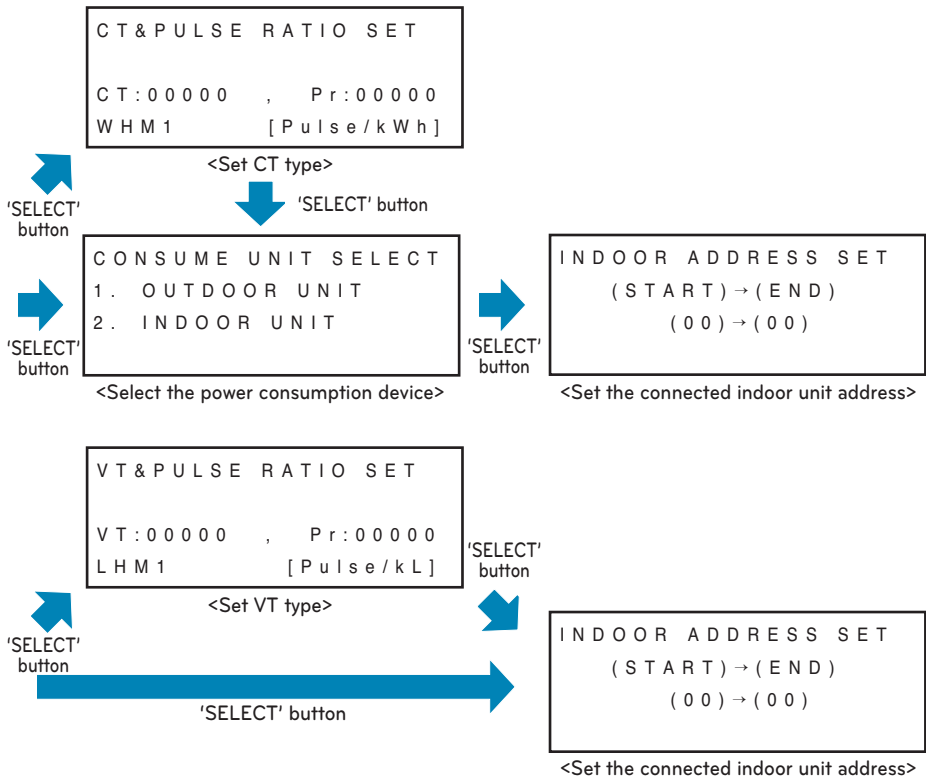 CT&PULSE RATIO SET
CT:00000 , Pr:00000
WHM1 [Pulse/kWh]
<Set CT type>
'SELECT'
button
'SELECT' button
CONSUME UNIT SELECT
1. OUTDOOR UNIT
2. INDOOR UNIT
'SELECT'
button
<Select the power consumption device>
'SELECT'
button
INDOOR ADDRESS SET
(START)→(END)
(00)→(00)
<Set the connected indoor unit address>
VT&PULSE RATIO SET
VT:00000 , Pr:00000
LHM1 [Pulse/kL]
<Set VT type>
'SELECT'
button
'SELECT'
button
'SELECT' button
INDOOR ADDRESS SET
(START)→(END)
(00)→(00)
<Set the connected indoor unit address>